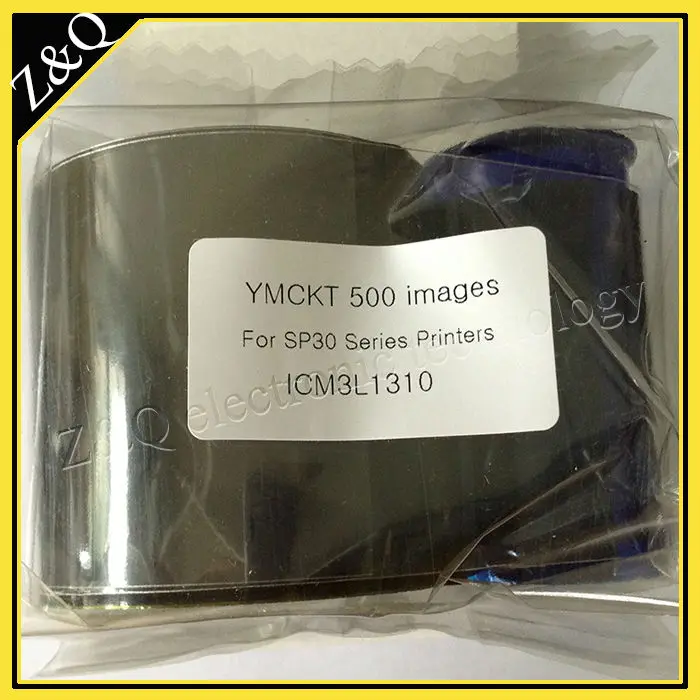 Z&Q
YMCKT 500 images
For SP30 Series Printers
ICM3L1310
Z&Q electronic technology